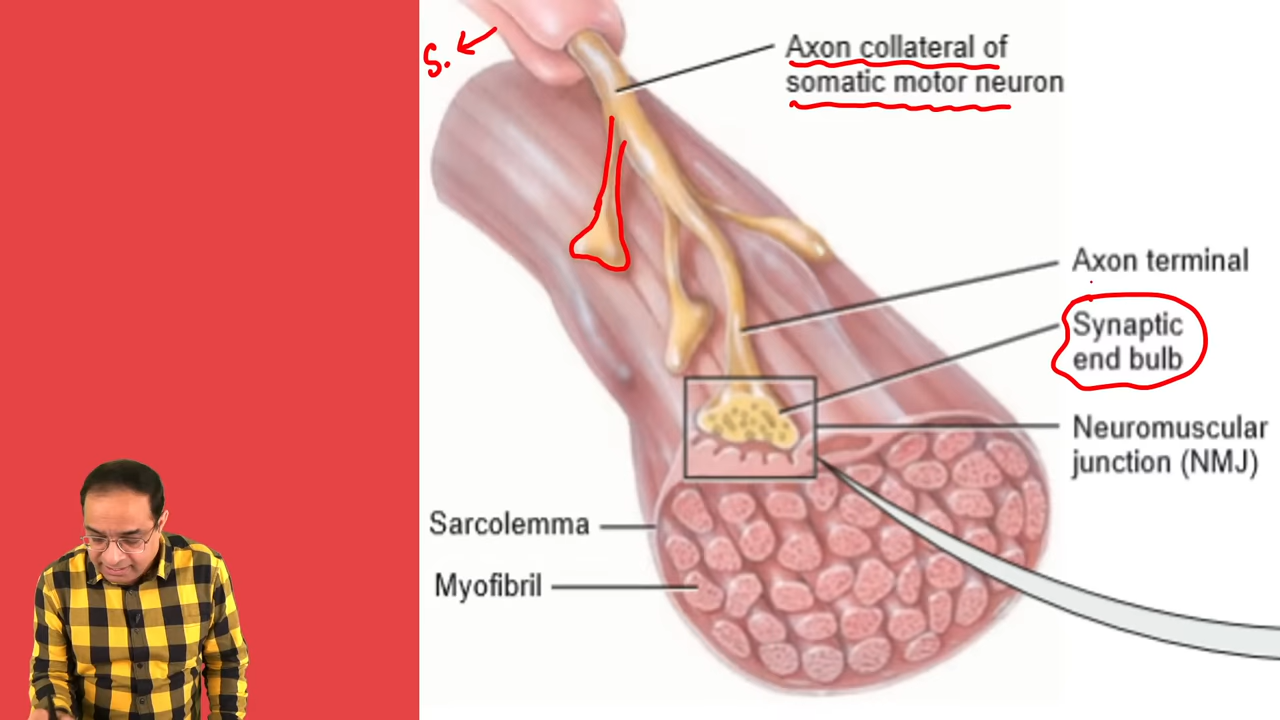 S.
Axon collateral of
somatic motor neuron
Axon terminal
Synaptic
end bulb
Neuromuscular
junction (NMJ)
Sarcolemma
Myofibril